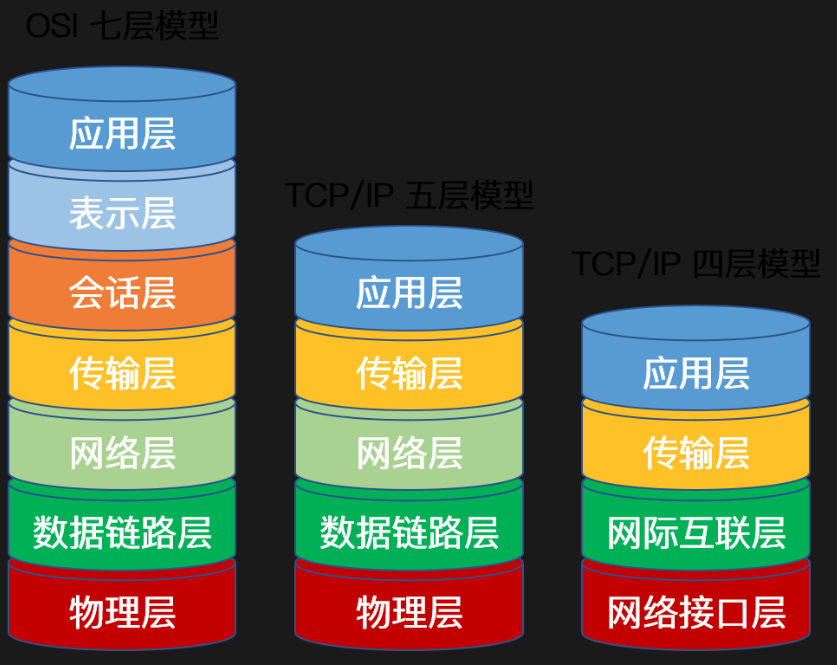 OSI 七层模型
应用层
表示层
会话层
传输层
网络层
数据链路层
物理层
TCP/IP 五层模型
应用层
传输层
网络层
数据链路层
物理层
TCP/IP 四层模型
应用层
传输层
网际互联层
网络接口层